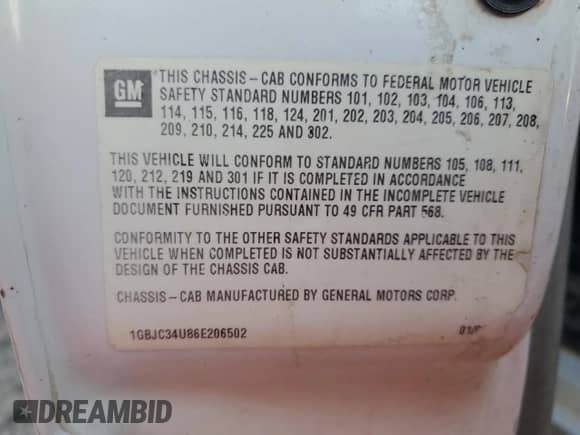 GM
THIS CHASSIS - CAB CONFORMS TO FEDERAL MOTOR VEHICLE
SAFETY STANDARD NUMBERS 101, 102, 103, 104, 106, 113,
114, 115, 116, 118, 124, 201, 202, 203, 204, 205, 206, 207, 208,
209, 210, 214, 225 AND 302.
THIS VEHICLE WILL CONFORM TO STANDARD NUMBERS 105, 108, 111,
120, 212, 219 AND 301 IF IT IS COMPLETED IN ACCORDANCE
WITH THE INSTRUCTIONS CONTAINED IN THE INCOMPLETE VEHICLE
DOCUMENT FURNISHED PURSUANT TO 49 CFR PART 568.
CONFORMITY TO THE OTHER SAFETY STANDARDS APPLICABLE TO THIS
VEHICLE WHEN COMPLETED IS NOT SUBSTANTIALLY AFFECTED BY THE
DESIGN OF THE CHASSIS CAB.
CHASSIS - CAB MANUFACTURED BY GENERAL MOTORS CORP.
1GBJC34U86E206502
DREAMBID